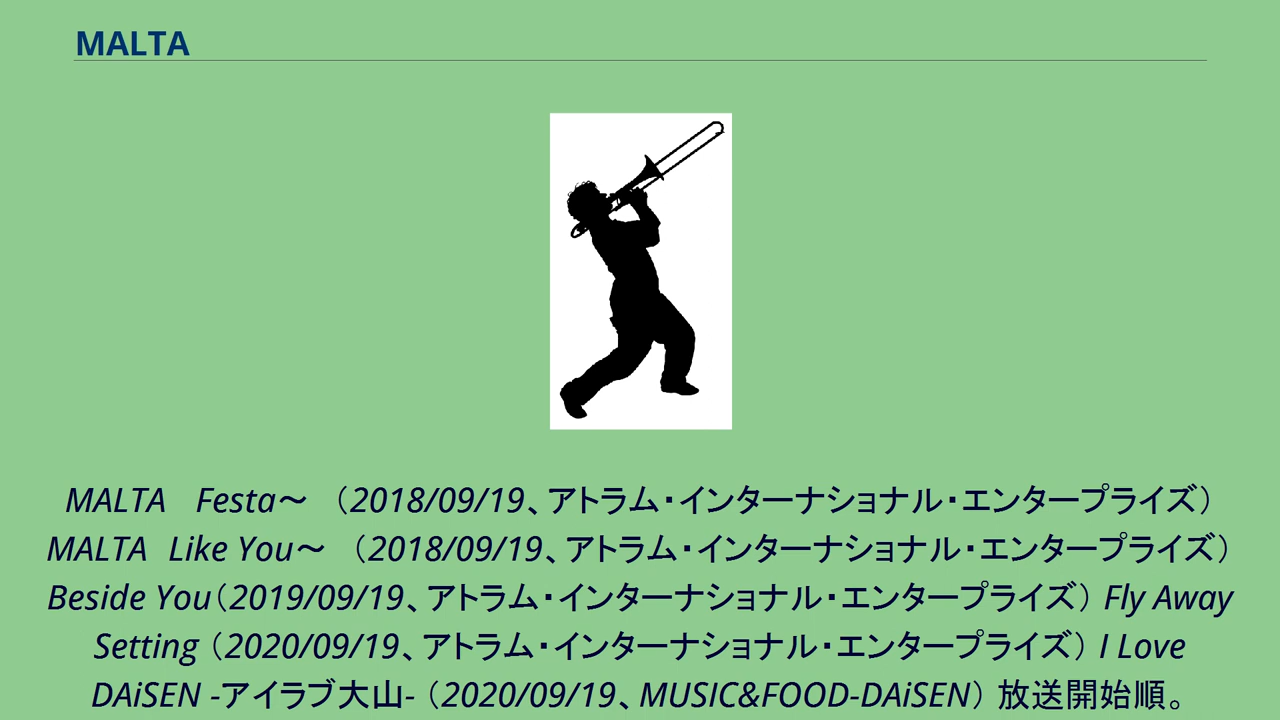 MALTA
MALTA　Festa～　（2018/09/19、アトラム・インターナショナル・エンタープライズ）
MALTA  Like You～　（2018/09/19、アトラム・インターナショナル・エンタープライズ）
Beside You（2019/09/19、アトラム・インターナショナル・エンタープライズ） Fly Away
Setting （2020/09/19、アトラム・インターナショナル・エンタープライズ） I Love
DAiSEN -アイラブ大山-（2020/09/19、MUSIC&FOOD-DAiSEN） 放送開始順。